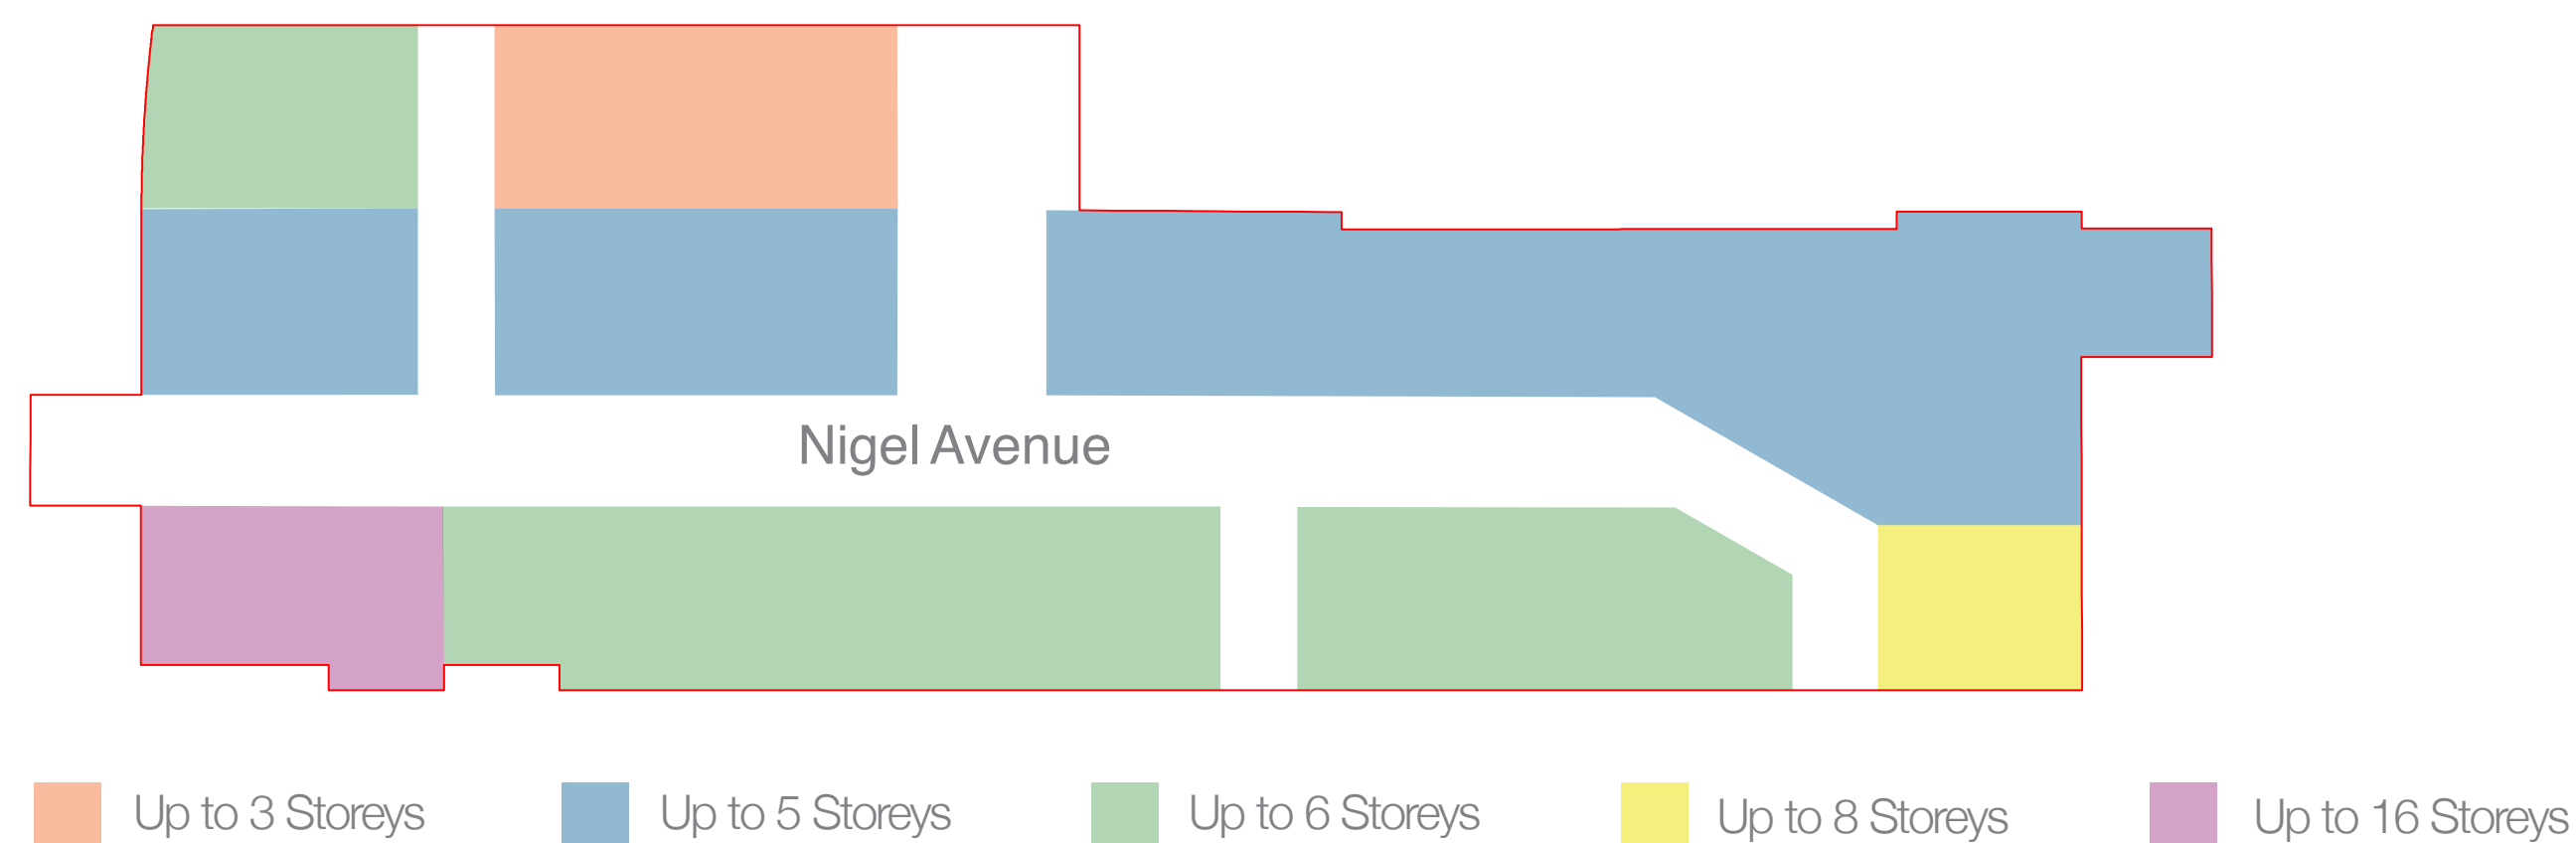 Nigel Avenue
Up to 3 Storeys
Up to 5 Storeys
Up to 6 Storeys
Up to 8 Storeys
Up to 16 Storeys